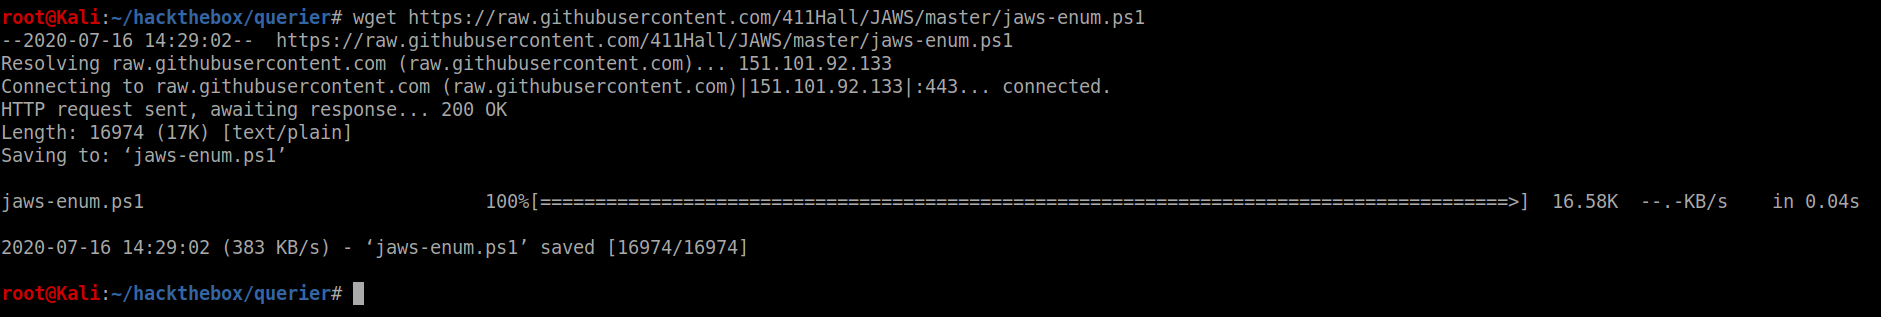 root@Kali:~/hackthebox/querier# wget https://raw.githubusercontent.com/411Hall/JAWS/master/jaws-enum.ps1
--2020-07-16 14:29:02--  https://raw.githubusercontent.com/411Hall/JAWS/master/jaws-enum.ps1
Resolving raw.githubusercontent.com (raw.githubusercontent.com)... 151.101.92.133
Connecting to raw.githubusercontent.com (raw.githubusercontent.com)|151.101.92.133|:443... connected.
HTTP request sent, awaiting response... 200 OK
Length: 16974 (17K) [text/plain]
Saving to: ‘jaws-enum.ps1’
jaws-enum.ps1                               100%[========================================================================================>]  16.58K  --.-KB/s    in 0.04s
2020-07-16 14:29:02 (383 KB/s) - ‘jaws-enum.ps1’ saved [16974/16974]
root@Kali:~/hackthebox/querier#